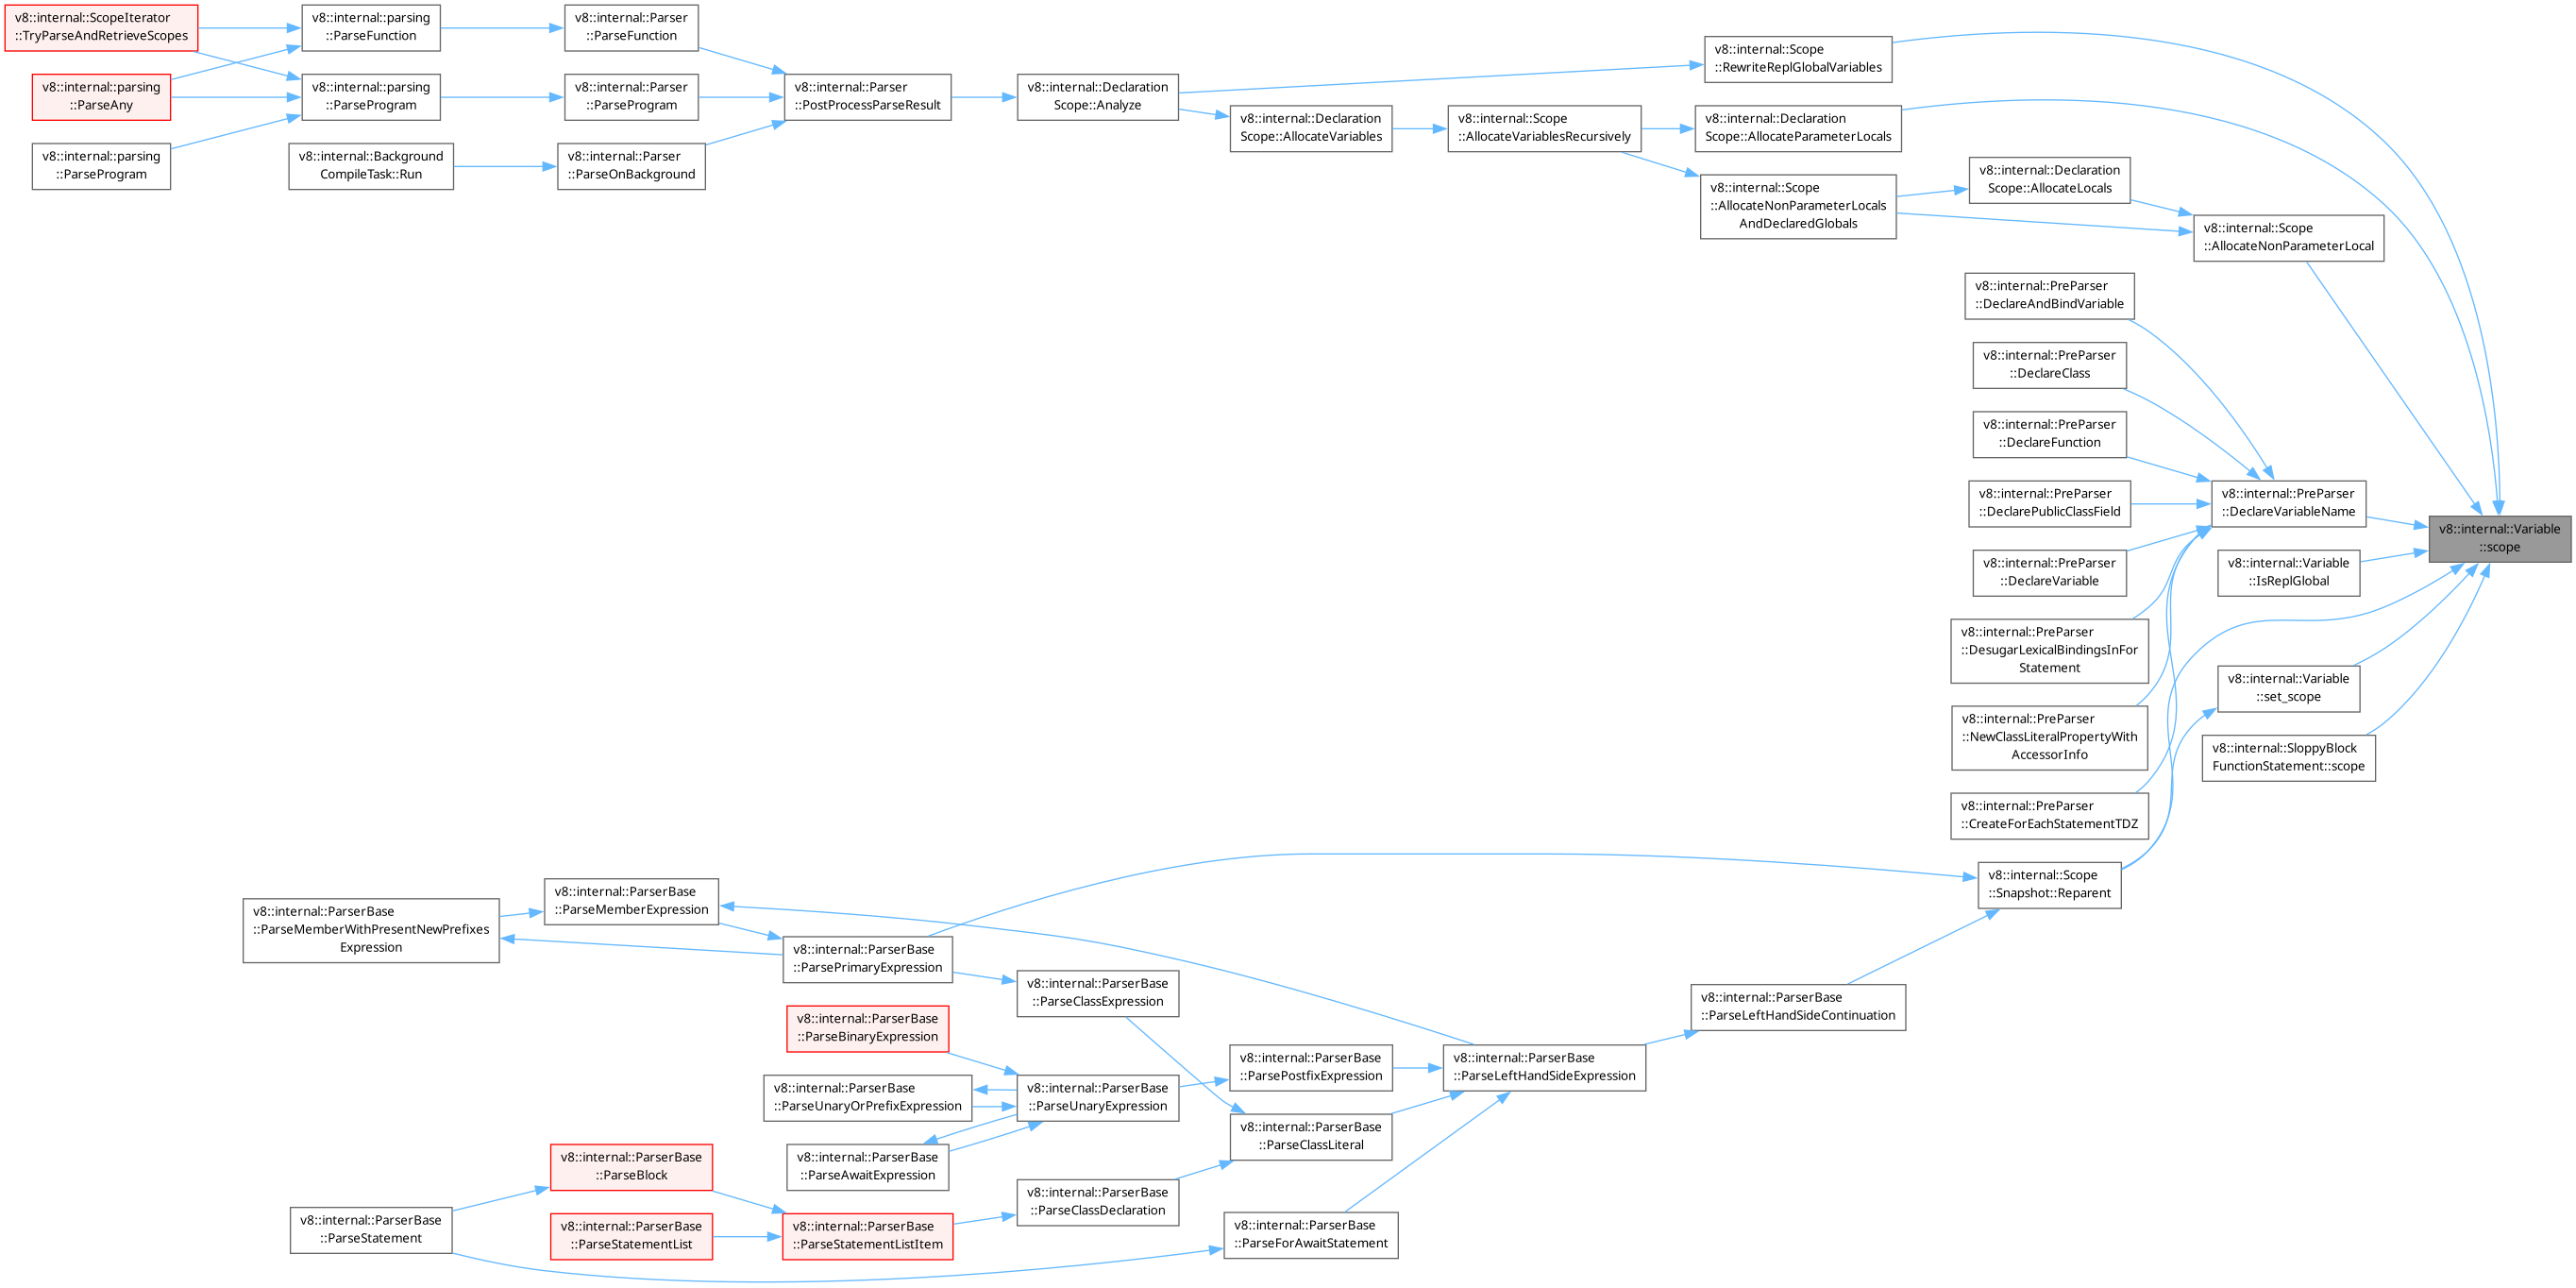 v8::internal::ScopeIterator
::TryParseAndRetrieveScopes
v8::internal::parsing
::ParseFunction
v8::internal::Parser
::ParseFunction
v8::internal::parsing
::ParseAny
v8::internal::parsing
::ParseProgram
v8::internal::Parser
::ParseProgram
v8::internal::Parser
::PostProcessParseResult
v8::internal::Declaration
Scope::Analyze
v8::internal::Scope
::RewriteReplGlobalVariables
v8::internal::parsing
::ParseProgram
v8::internal::Background
CompileTask::Run
v8::internal::Parser
::ParseOnBackground
v8::internal::Declaration
Scope::AllocateVariables
v8::internal::Scope
::AllocateVariablesRecursively
v8::internal::Declaration
Scope::AllocateParameterLocals
v8::internal::Scope
::AllocateNonParameterLocals
AndDeclaredGlobals
v8::internal::Declaration
Scope::AllocateLocals
v8::internal::Scope
::AllocateNonParameterLocal
v8::internal::PreParser
::DeclareAndBindVariable
v8::internal::PreParser
::DeclareClass
v8::internal::PreParser
::DeclareFunction
v8::internal::PreParser
::DeclarePublicClassField
v8::internal::PreParser
::DeclareVariableName
v8::internal::Variable
::scope
v8::internal::PreParser
::DeclareVariable
v8::internal::Variable
::IsReplGlobal
v8::internal::PreParser
::DesugarLexicalBindingsInFor
Statement
v8::internal::Variable
::set_scope
v8::internal::PreParser
::NewClassLiteralPropertyWith
AccessorInfo
v8::internal::SloppyBlock
FunctionStatement::scope
v8::internal::PreParser
::CreateForEachStatementTDZ
v8::internal::Scope
::Snapshot::Reparent
v8::internal::ParserBase
::ParseMemberExpression
v8::internal::ParserBase
::ParseMemberWithPresentNewPrefixes
Expression
v8::internal::ParserBase
::ParsePrimaryExpression
v8::internal::ParserBase
::ParseClassExpression
v8::internal::ParserBase
::ParseLeftHandSideContinuation
v8::internal::ParserBase
::ParseBinaryExpression
v8::internal::ParserBase
::ParsePostfixExpression
v8::internal::ParserBase
::ParseLeftHandSideExpression
v8::internal::ParserBase
::ParseUnaryOrPrefixExpression
v8::internal::ParserBase
::ParseUnaryExpression
v8::internal::ParserBase
::ParseClassLiteral
v8::internal::ParserBase
::ParseAwaitExpression
v8::internal::ParserBase
::ParseBlock
v8::internal::ParserBase
::ParseClassDeclaration
v8::internal::ParserBase
::ParseStatement
v8::internal::ParserBase
::ParseStatementList
v8::internal::ParserBase
::ParseStatementListItem
v8::internal::ParserBase
::ParseForAwaitStatement